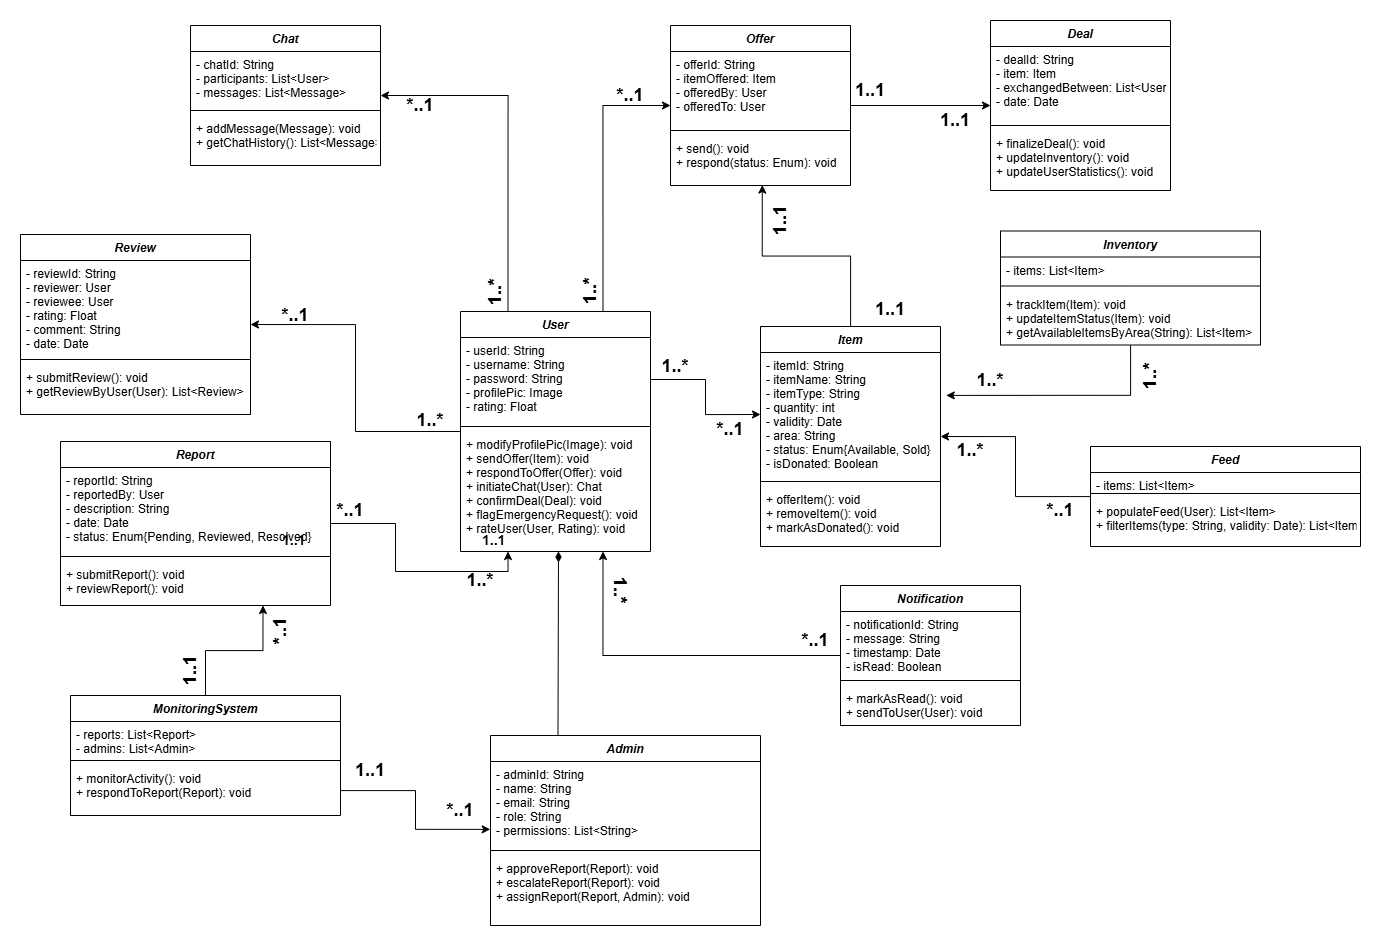 Chat
- chatId: String
- participants: List<User>
- messages: List<Message>
+ addMessage(Message): void
+ getChatHistory(): List<Message
*..1
Offer
- offerId: String
- itemOffered: Item
- offeredBy: User
- offeredTo: User
+ send(): void
+ respond(status: Enum): void
*..1
1..1
1..1
Deal
- dealId: String
- item: Item
- exchangedBetween: List<User
- date: Date
+ finalizeDeal(): void
+ updateInventory(): void
+ updateUserStatistics(): void
1..1
Inventory
- items: List<Item>
+ trackItem(Item): void
+ updateItemStatus(Item): void
+ getAvailableItemsByArea(String): List<Item>
Review
- reviewId: String
- reviewer: User
- reviewee: User
- rating: Float
- comment: String
- date: Date
+ submitReview(): void
+ getReviewByUser(User): List<Review>
*..1
1..*
1..*
1..*
User
- userId: String
- username: String
- password: String
- profilePic: Image
- rating: Float
+ modifyProfilePic(Image): void
+ sendOffer(Item): void
+ respondToOffer(Offer): void
+ initiateChat(User): Chat
+ confirmDeal(Deal): void
+ flagEmergencyRequest(): void
+ rateUser(User, Rating): void
1..1
1..*
*..1
1..1
Item
- itemId: String
- itemName: String
- itemType: String
- quantity: int
- validity: Date
- area: String
- status: Enum{Available, Sold}
- isDonated: Boolean
+ offerItem(): void
+ removeItem(): void
+ markAsDonated(): void
1..*
1..*
1..*
*..1
Feed
- items: List<Item>
+ populateFeed(User): List<Item>
+ filterItems(type: String, validity: Date): List<Item
Report
- reportId: String
- reportedBy: User
- description: String
- date: Date
- status: Enum{Pending, Reviewed, Resolved}
1..1
+ submitReport(): void
+ reviewReport(): void
*..1
1..*
1..*
*..1
Notification
- notificationId: String
- message: String
- timestamp: Date
- isRead: Boolean
+ markAsRead(): void
+ sendToUser(User): void
*..1
1..1
MonitoringSystem
- reports: List<Report>
- admins: List<Admin>
+ monitorActivity(): void
+ respondToReport(Report): void
1..1
*..1
Admin
- adminId: String
- name: String
- email: String
- role: String
- permissions: List<String>
+ approveReport(Report): void
+ escalateReport(Report): void
+ assignReport(Report, Admin): void